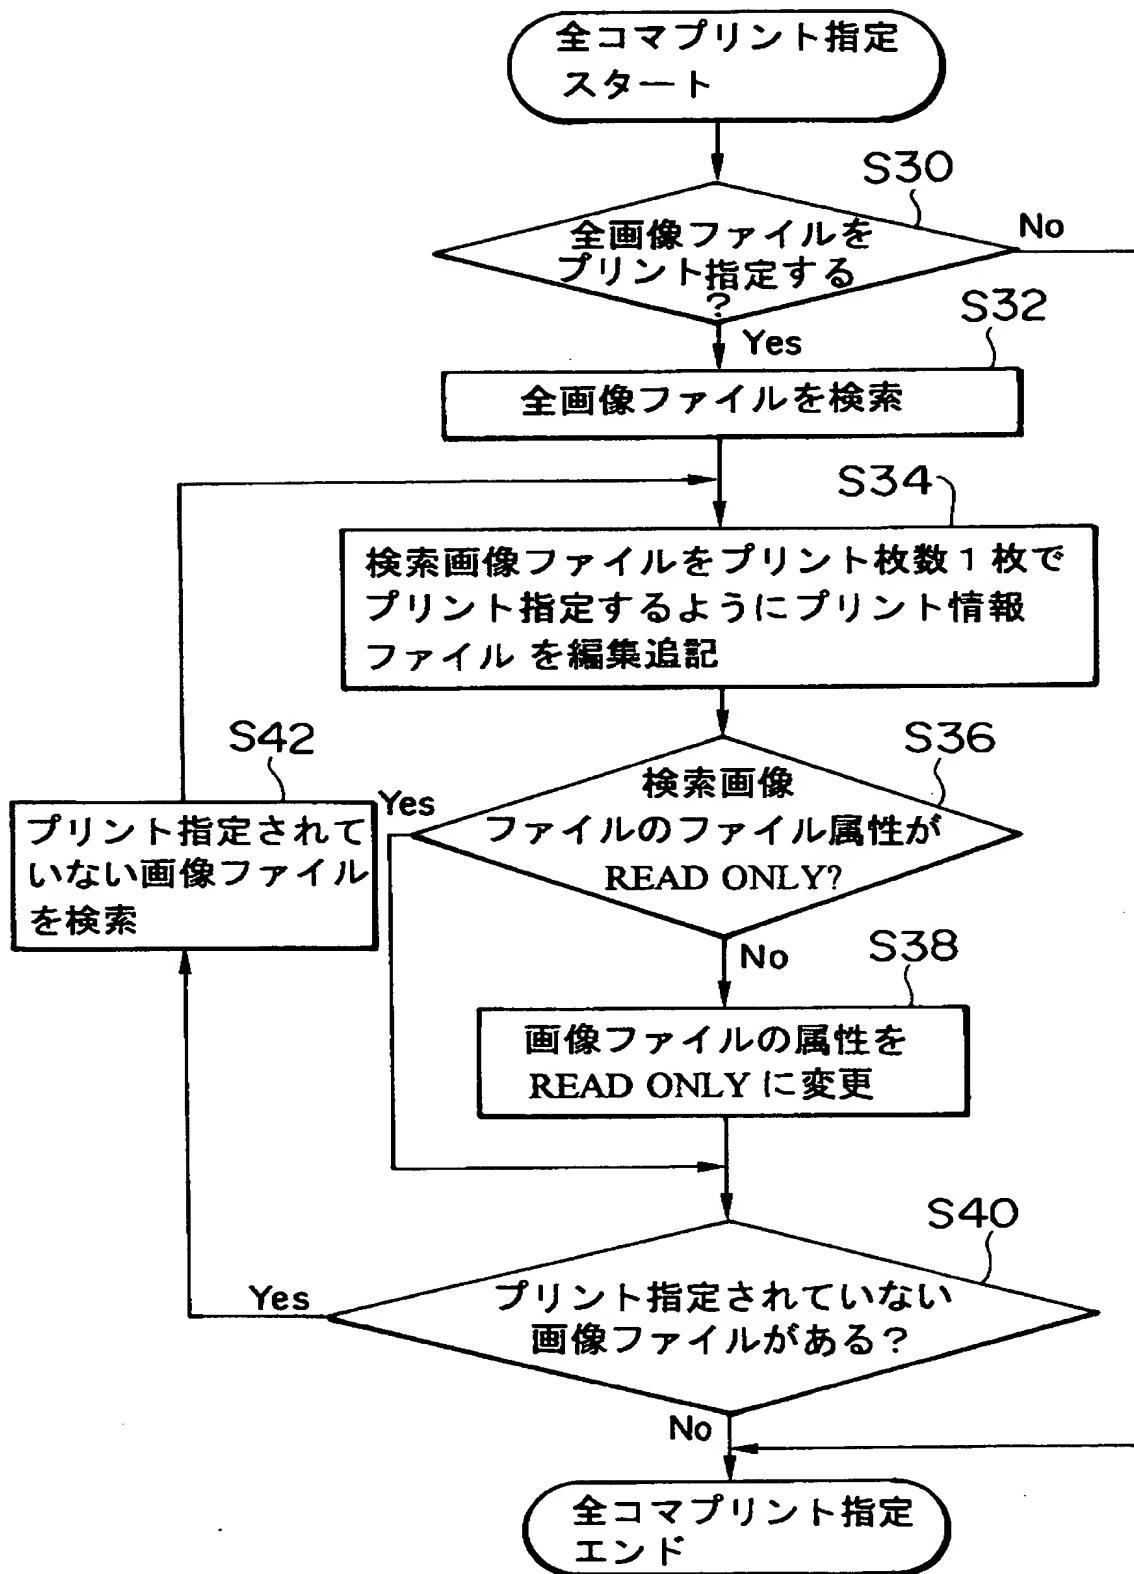 全コマプリント指定
スタート
S30
全画像ファイルを
プリント指定する
?
No
Yes
S32
全画像ファイルを検索
S34
検索画像ファイルをプリント枚数1枚で
プリント指定するようにプリント情報
ファイルを編集追記
S36
検索画像
ファイルのファイル属性が
READ ONLY?
Yes
No
S42
プリント指定されて
いない画像ファイル
を検索
S38
画像ファイルの属性を
READ ONLY に変更
S40
プリント指定されていない
画像ファイルがある?
Yes
No
全コマプリント指定
エンド